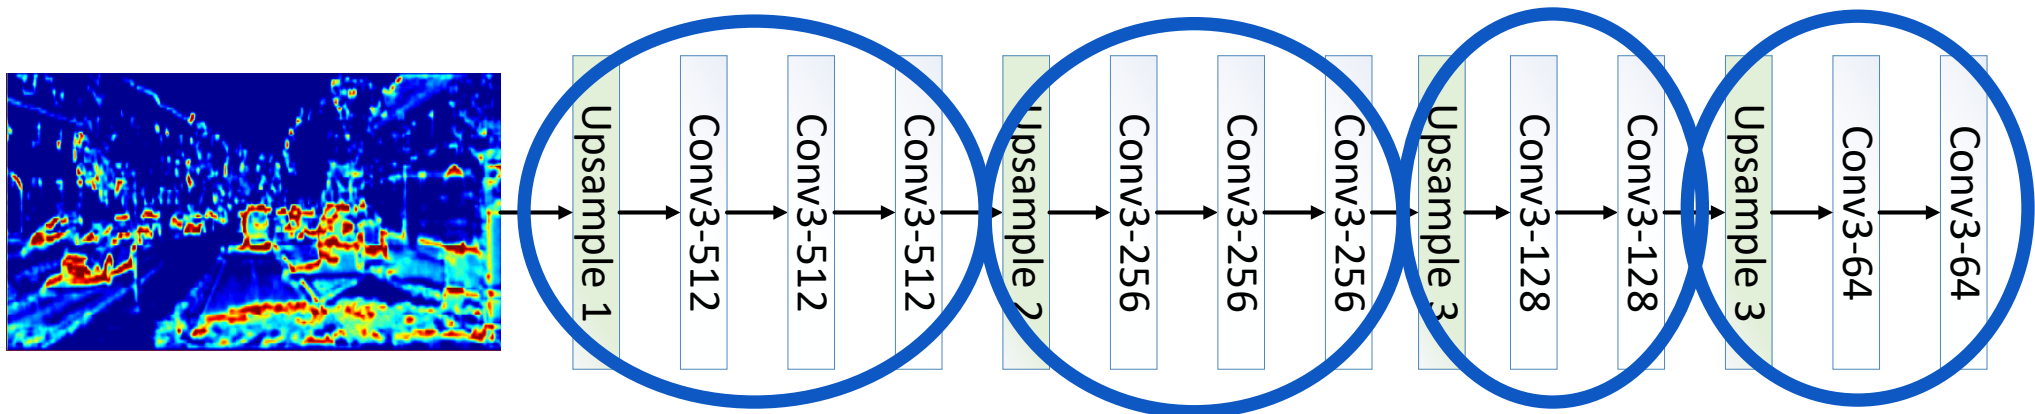 Upsample 1
Conv3-512
Conv3-512
Conv3-512
Upsample 2
Conv3-256
Conv3-256
Conv3-256
Upsample 3
Conv3-128
Conv3-128
Upsample 3
Conv3-64
Conv3-64